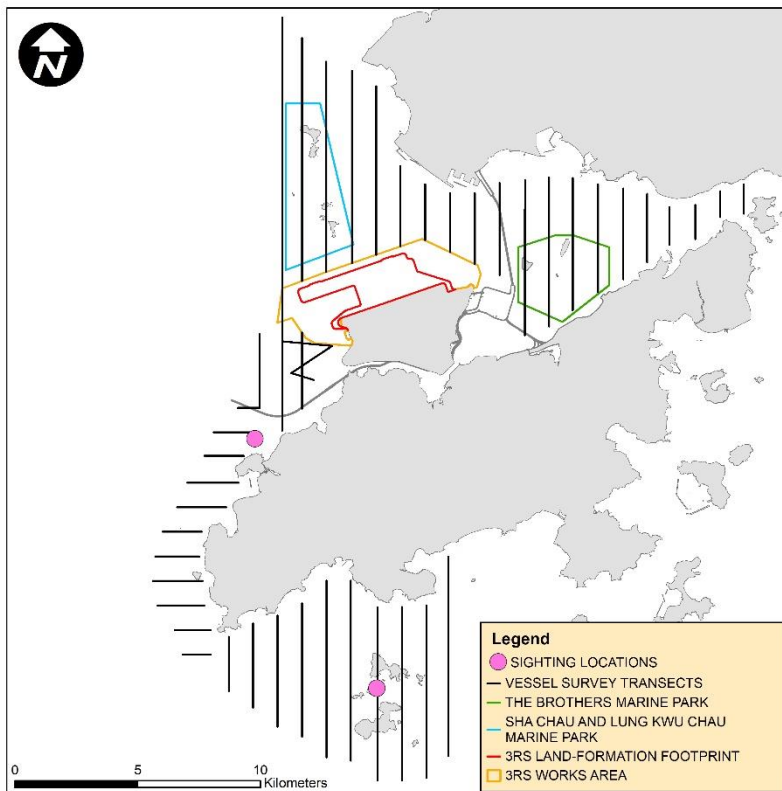 N
Legend
SIGHTING LOCATIONS
VESSEL SURVEY TRANSECTS
THE BROTHERS MARINE PARK
SHA CHAU AND LUNG KWU CHAU
MARINE PARK
3RS LAND-FORMATION FOOTPRINT
3RS WORKS AREA
0 5 10
Kilometers